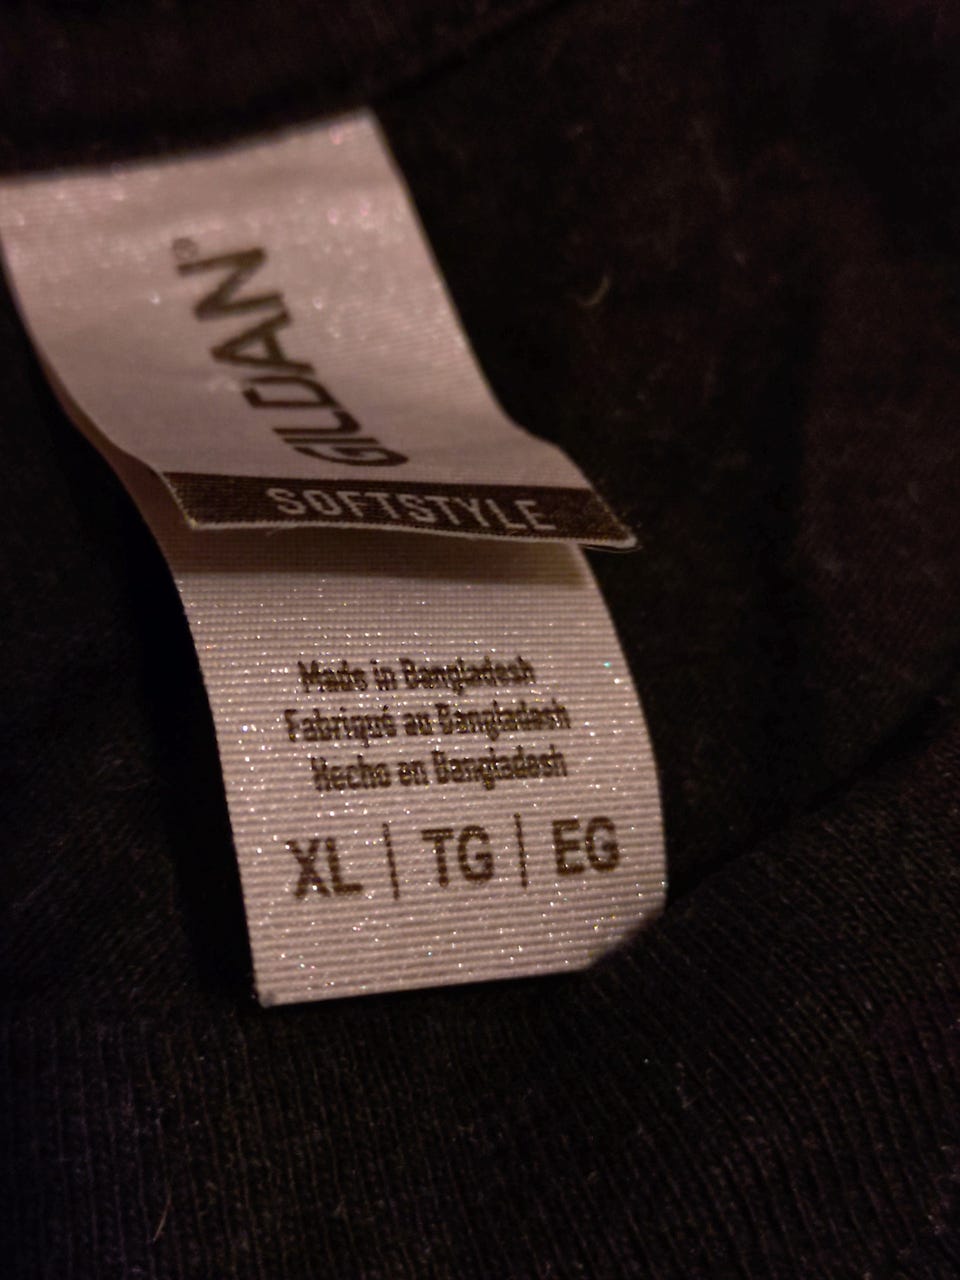 GILDAN®
SOFTSTYLE
Made in Bangladesh
Fabriqué au Bangladesh
Hecho en Bangladesh
XL | TG | EG